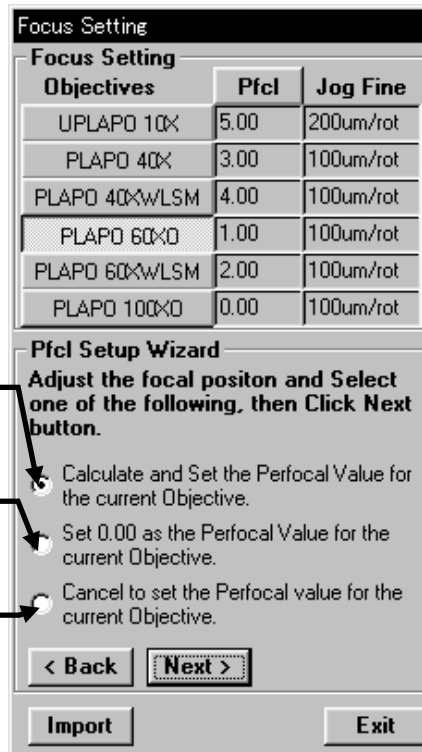 Focus Setting
Focus Setting
Objectives Pfcl Jog Fine
UPLAPO 10X 5.00 200um/rot
PLAPO 40X 3.00 100um/rot
PLAPO 40XWLSM 4.00 100um/rot
PLAPO 60XO 1.00 100um/rot
PLAPO 60XWLSM 2.00 100um/rot
PLAPO 100XO 0.00 100um/rot
Pfcl Setup Wizard
Adjust the focal positon and Select
one of the following, then Click Next
button.
Calculate and Set the Perfocal Value for
the current Objective.
Set 0.00 as the Perfocal Value for the
current Objective.
Cancel to set the Perfocal value for the
current Objective.
< Back Next >
Import Exit